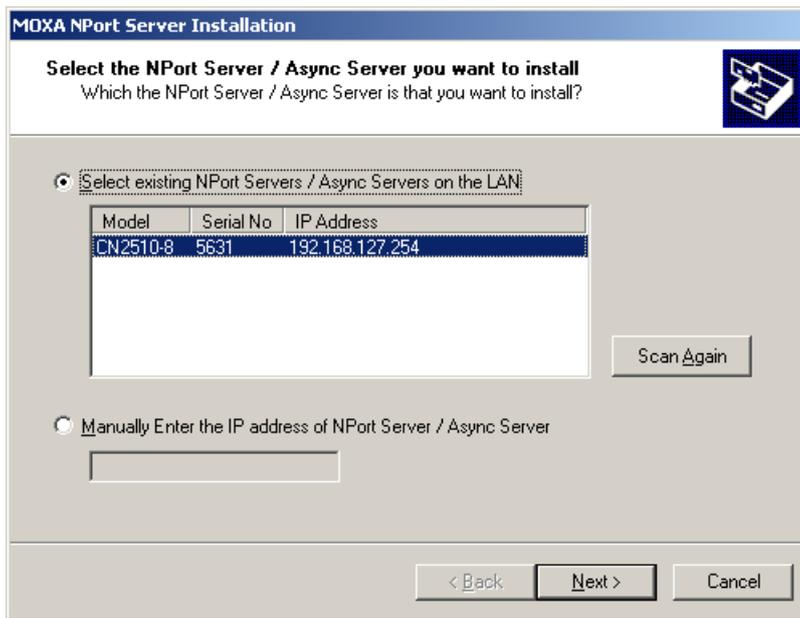 MOXA NPort Server Installation
Select the NPort Server / Async Server you want to install
Which the NPort Server / Async Server is that you want to install?
Select existing NPort Servers / Async Servers on the LAN
Model Serial No IP Address
CN2510-8 5631 192.168.127.254
Scan Again
Manually Enter the IP address of NPort Server / Async Server
< Back Next > Cancel